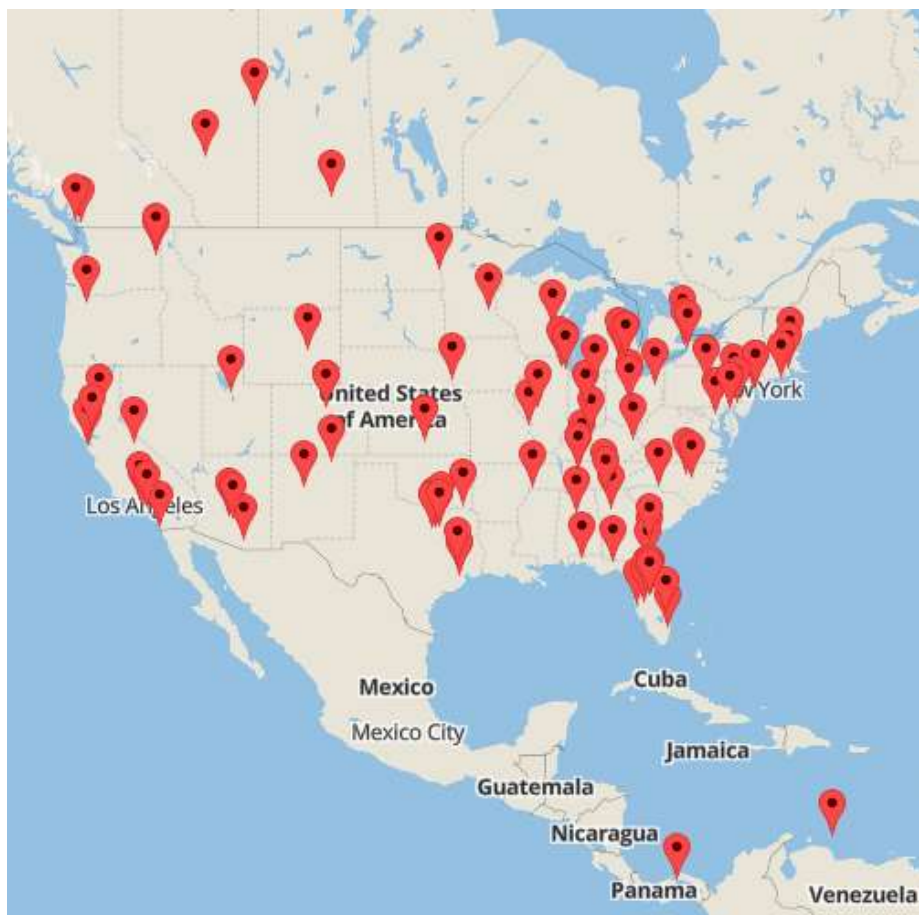 United States
of America
New York
Los Angeles
Mexico
Mexico City
Cuba
Jamaica
Guatemala
Nicaragua
Panama
Venezuela